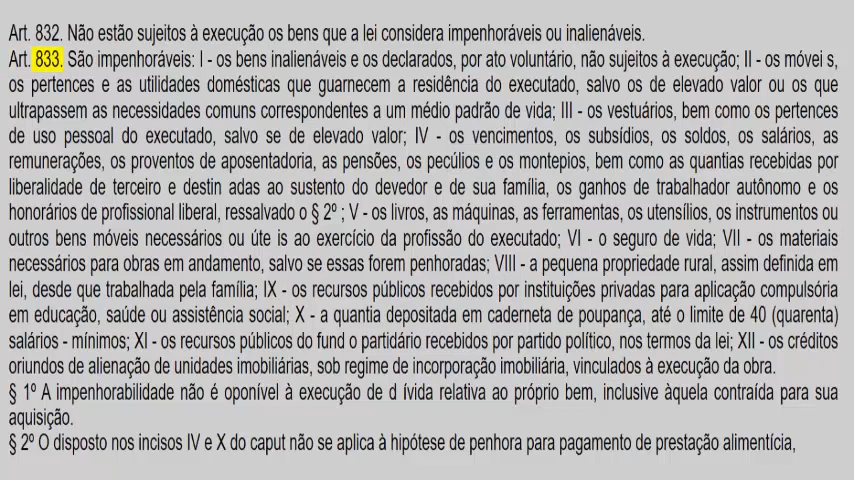 Art. 832. Não estão sujeitos à execução os bens que a lei considera impenhoráveis ou inalienáveis.
Art. 833. São impenhoráveis: I - os bens inalienáveis e os declarados, por ato voluntário, não sujeitos à execução; II - os móvei s,
os pertences e as utilidades domésticas que guarnecem a residência do executado, salvo os de elevado valor ou os que
ultrapassem as necessidades comuns correspondentes a um médio padrão de vida; III - os vestuários, bem como os pertences
de uso pessoal do executado, salvo se de elevado valor; IV - os vencimentos, os subsídios, os soldos, os salários, as
remunerações, os proventos de aposentadoria, as pensões, os pecúlios e os montepios, bem como as quantias recebidas por
liberalidade de terceiro e destin adas ao sustento do devedor e de sua família, os ganhos de trabalhador autônomo e os
honorários de profissional liberal, ressalvado o § 2º ; V - os livros, as máquinas, as ferramentas, os utensílios, os instrumentos ou
outros bens móveis necessários ou úte is ao exercício da profissão do executado; VI - o seguro de vida; VII - os materiais
necessários para obras em andamento, salvo se essas forem penhoradas; VIII - a pequena propriedade rural, assim definida em
lei, desde que trabalhada pela família; IX - os recursos públicos recebidos por instituições privadas para aplicação compulsória
em educação, saúde ou assistência social; X - a quantia depositada em caderneta de poupança, até o limite de 40 (quarenta)
salários - mínimos; XI - os recursos públicos do fund o partidário recebidos por partido político, nos termos da lei; XII - os créditos
oriundos de alienação de unidades imobiliárias, sob regime de incorporação imobiliária, vinculados à execução da obra.
§ 1º A impenhorabilidade não é oponível à execução de d ívida relativa ao próprio bem, inclusive àquela contraída para sua
aquisição.
§ 2º O disposto nos incisos IV e X do caput não se aplica à hipótese de penhora para pagamento de prestação alimentícia,